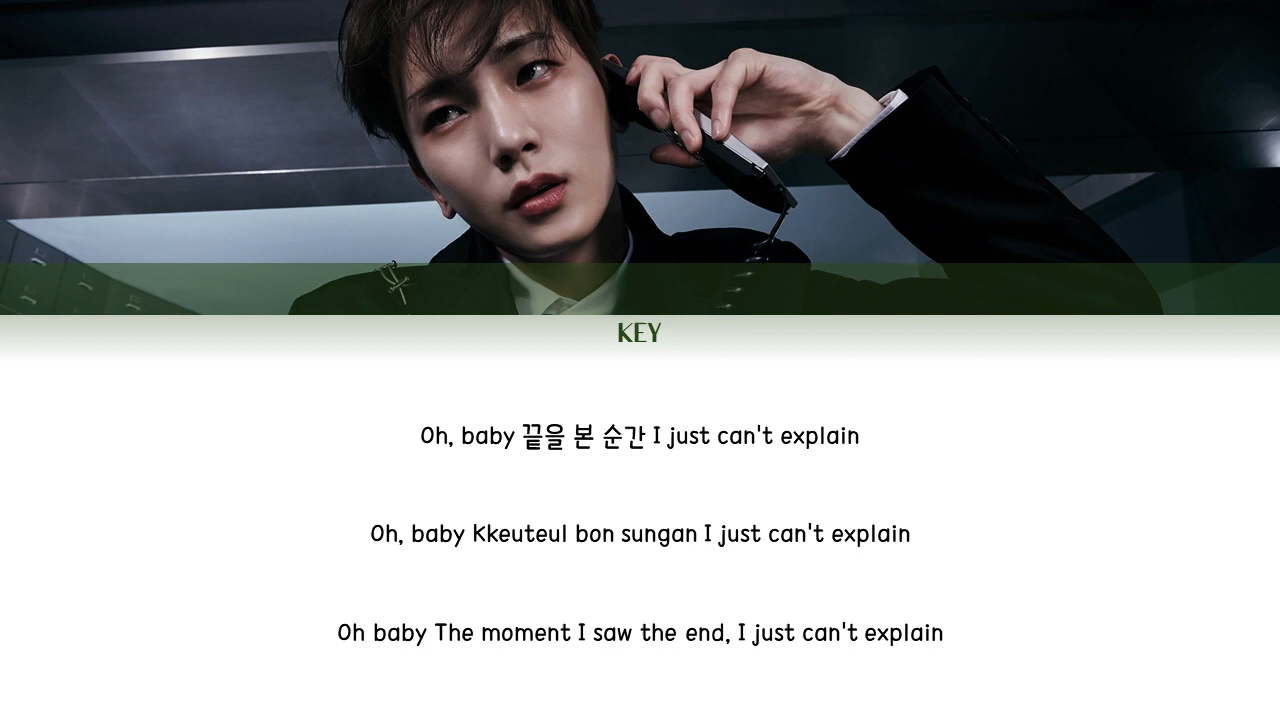 KEY
Oh, baby 끝을 본 순간 I just can't explain
Oh, baby Kkeuteul bon sungan I just can't explain
Oh baby The moment I saw the end, I just can't explain